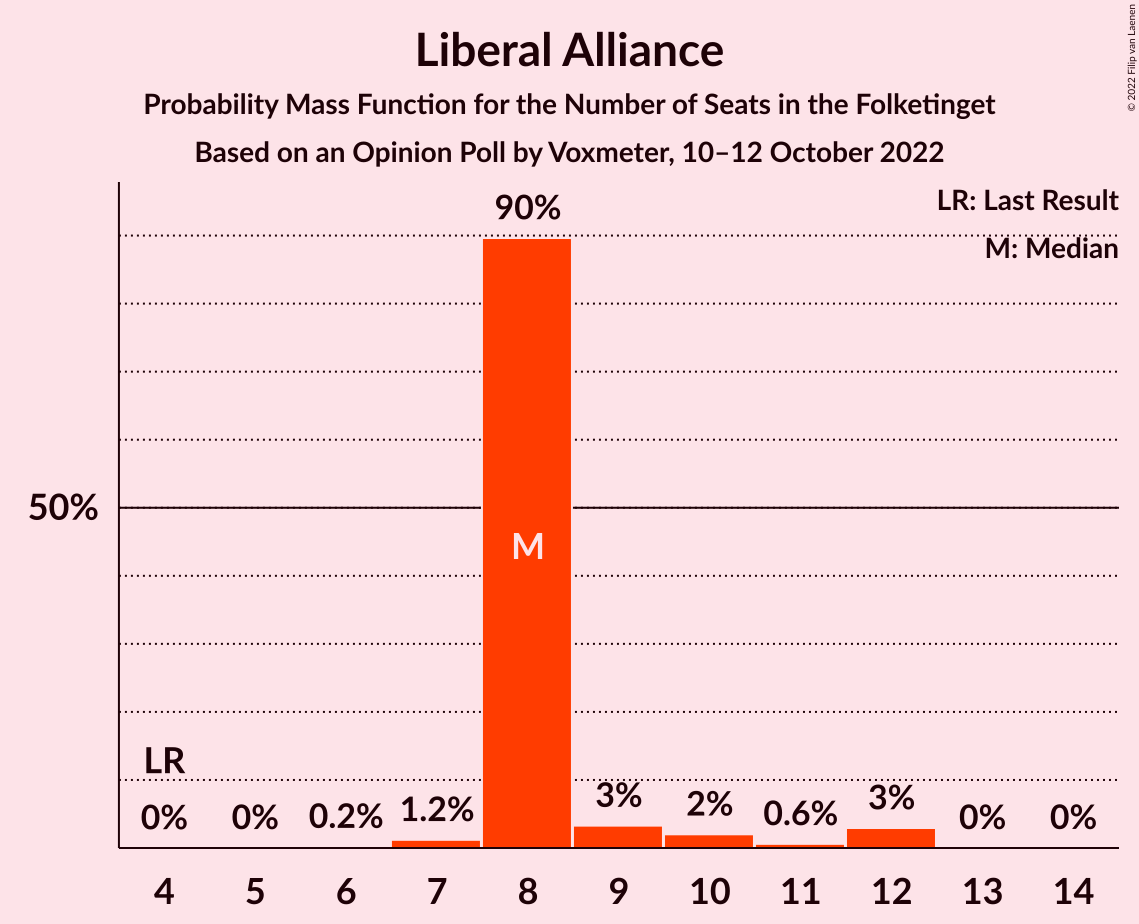 Liberal Alliance
Probability Mass Function for the Number of Seats in the Folketinget
Based on an Opinion Poll by Voxmeter, 10–12 October 2022
© 2022 Filip van Laenen
LR: Last Result
M: Median
90%
50%
M
LR
0% 0% 0.2% 1.2% 3% 2% 0.6% 3% 0% 0%
4 5 6 7 8 9 10 11 12 13 14